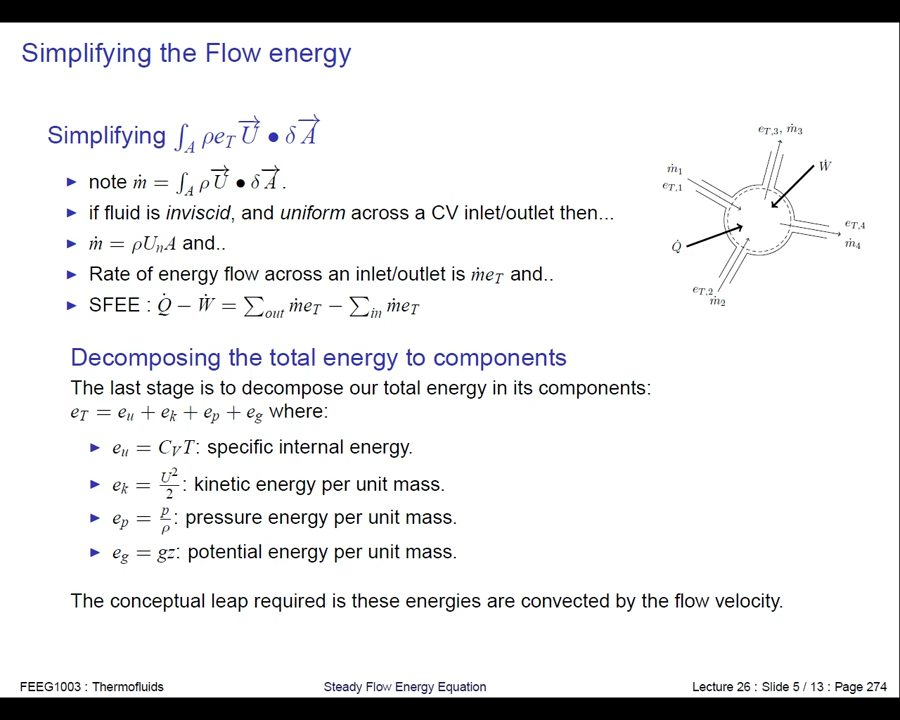 Simplifying the Flow energy
Simplifying ∫_A ρe_T U⃗ • δA⃗
► note ṁ = ∫_A ρU⃗ • δA⃗.
► if fluid is inviscid, and uniform across a CV inlet/outlet then...
► ṁ = ρU_nA and..
► Rate of energy flow across an inlet/outlet is ṁe_T and..
► SFEE : Q̇ − Ẇ = ∑_out ṁe_T − ∑_in ṁe_T
e_T,3, ṁ_3
ṁ_1
e_T,1
Ẇ
e_T,4
ṁ_4
Q̇
e_T,2
ṁ_2
Decomposing the total energy to components
The last stage is to decompose our total energy in its components:
e_T = e_u + e_k + e_p + e_g where:
► e_u = C_VT: specific internal energy.
► e_k = U²/2: kinetic energy per unit mass.
► e_p = p/ρ: pressure energy per unit mass.
► e_g = gz: potential energy per unit mass.
The conceptual leap required is these energies are convected by the flow velocity.
FEEG1003 : Thermofluids
Steady Flow Energy Equation
Lecture 26 : Slide 5 / 13 : Page 274